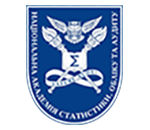 НАЦІОНАЛЬНА АКАДЕМІЯ СТАТИСТИКИ, ОБЛІКУ ТА АУДИТУ
Σ